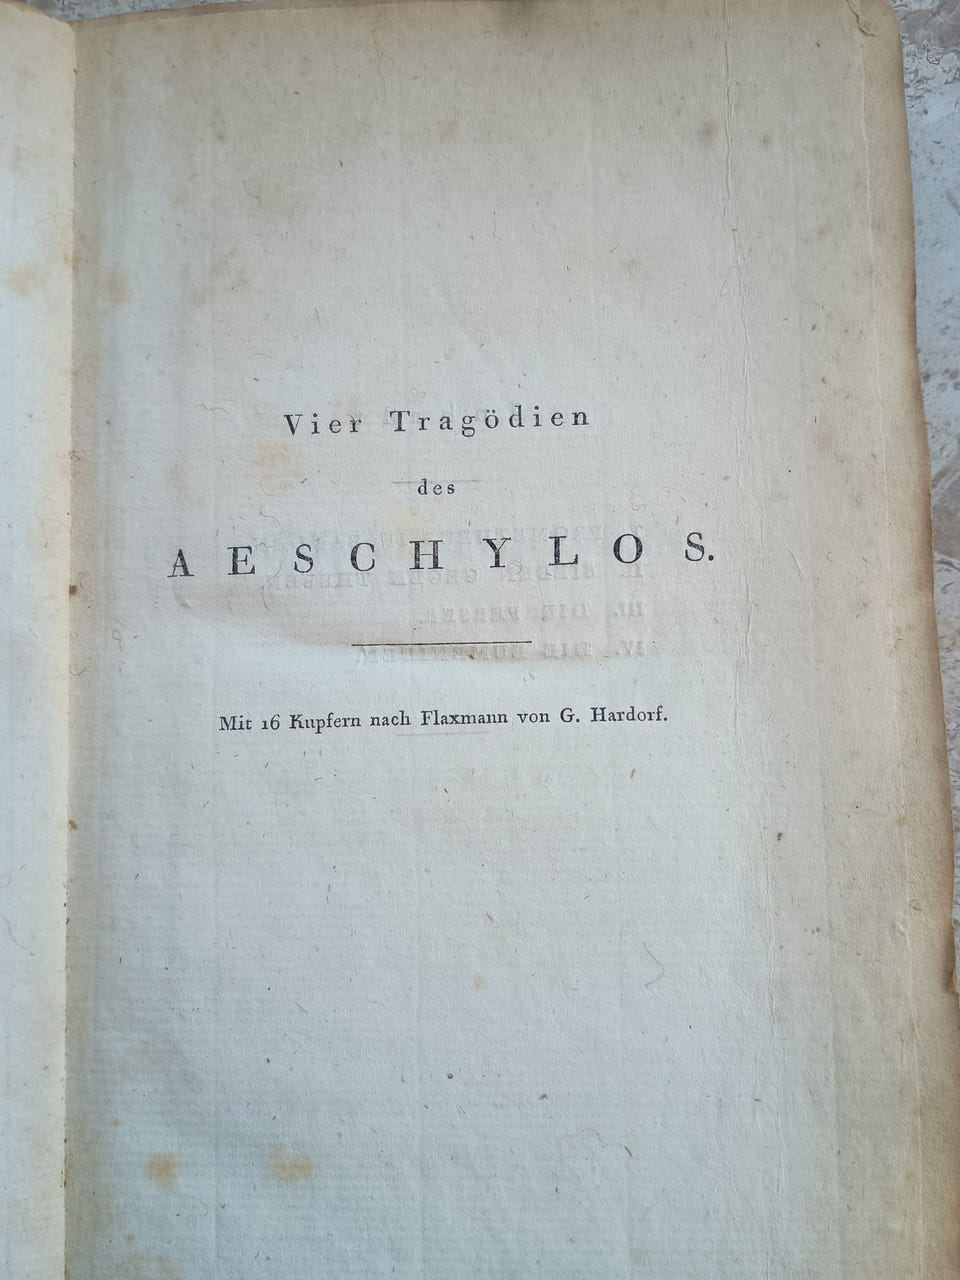 Vier Tragödien
des
AESCHYLOS.
Mit 16 Kupfern nach Flaxmann von G. Hardorf.